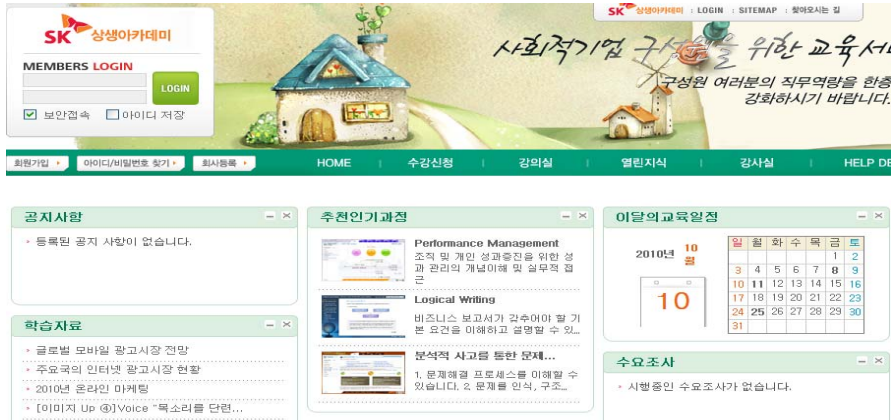 SK 상생아카데미 : LOGIN : SITEMAP : 찾아오시는 길
SK 상생아카데미
MEMBERS LOGIN
LOGIN
보안접속 아이디 저장
사회적기업 구성원을 위한 교육서비
구성원 여러분의 직무역량을 한층
강화하시기 바랍니다.
회원가입 아이디/비밀번호 찾기 회사등록
HOME 수강신청 강의실 열린지식 강사실 HELP DE
공지사항
등록된 공지 사항이 없습니다.
학습자료
글로벌 모바일 광고시장 전망
주요국의 인터넷 광고시장 현황
2010년 온라인 마케팅
[이미지 Up ④]Voice "목소리를 단련...
추천인기과정
Performance Management
조직 및 개인 성과증진을 위한 성
과 관리의 개념이해 및 실무적 접
근
Logical Writing
비즈니스 보고서가 갖추어야 할 기
본 요건을 이해하고 설명할 수 있...
분석적 사고를 통한 문제...
1. 문제해결 프로세스를 이해할 수
있습니다. 2. 문제를 인식, 구조...
이달의교육일정
2010년 10월
10
일 월 화 수 목 금 토
1 2
3 4 5 6 7 8 9
10 11 12 13 14 15 16
17 18 19 20 21 22 23
24 25 26 27 28 29 30
31
수요조사
시행중인 수요조사가 없습니다.